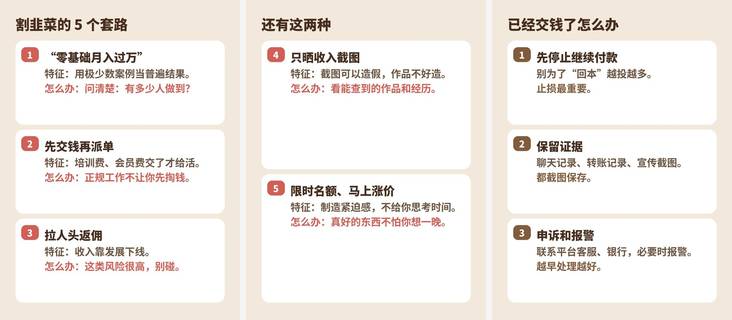 割韭菜的 5 个套路
1 “零基础月入过万”
特征：用极少数案例当普遍结果。
怎么办：问清楚：有多少人做到?
2 先交钱再派单
特征：培训费、会员费交了才给活。
怎么办：正规工作不让你先掏钱。
3 拉人头返佣
特征：收入靠发展下线。
怎么办：这类风险很高，别碰。
还有这两种
4 只晒收入截图
特征：截图可以造假，作品不好造。
怎么办：看能查到的作品和经历。
5 限时名额、马上涨价
特征：制造紧迫感，不给你思考时间。
怎么办：真好的东西不怕你想一晚。
已经交钱了怎么办
1 先停止继续付款
别为了“回本”越投越多。
止损最重要。
2 保留证据
聊天记录、转账记录、宣传截图。
都截图保存。
3 申诉和报警
联系平台客服、银行，必要时报警。
越早处理越好。